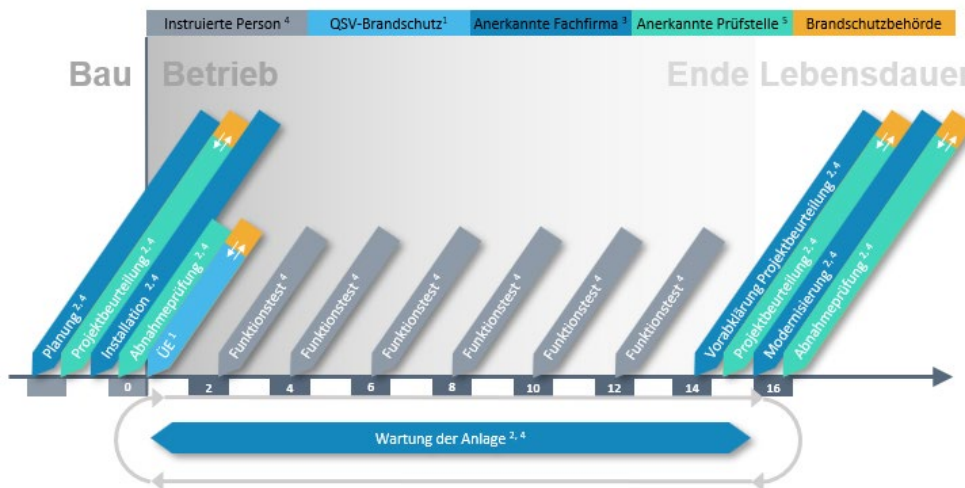 Instruierte Person ⁴ QSV-Brandschutz¹ Anerkannte Fachfirma ³ Anerkannte Prüfstelle ⁵ Brandschutzbehörde
Bau Betrieb Ende Lebensdauer
Planung ²,⁴
Projektbeurteilung ²,⁴
Installation ²,⁴
Abnahmeprüfung ²,⁴
ÜE ¹
Funktionstest ⁴
Funktionstest ⁴
Funktionstest ⁴
Funktionstest ⁴
Funktionstest ⁴
Funktionstest ⁴
Vorabklärung Projektbeurteilung ²,⁴
Projektbeurteilung ²,⁴
Modernisierung ²,⁴
Abnahmeprüfung ²,⁴
0 2 4 6 8 10 12 14 16
Wartung der Anlage ²,⁴